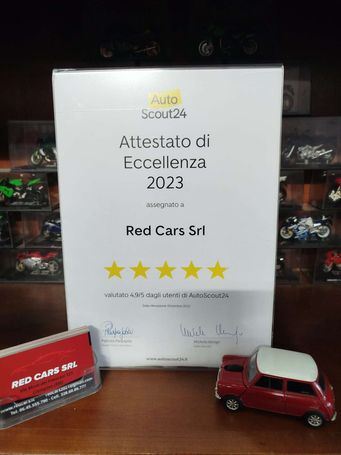 Auto
Scout24
Attestato di
Eccellenza
2023
assegnato a
Red Cars Srl
valutato 4,9/5 dagli utenti di AutoScout24
www.autoscout24.it
RED CARS SRL